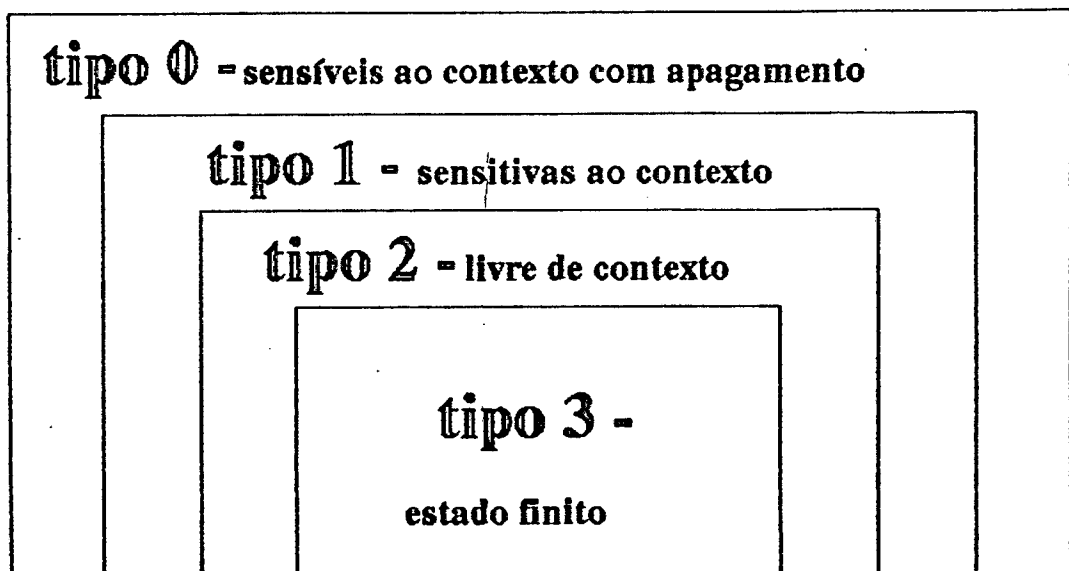 tipo 0 - sensíveis ao contexto com apagamento
tipo 1 - sensitivas ao contexto
tipo 2 - livre de contexto
tipo 3 -
estado finito